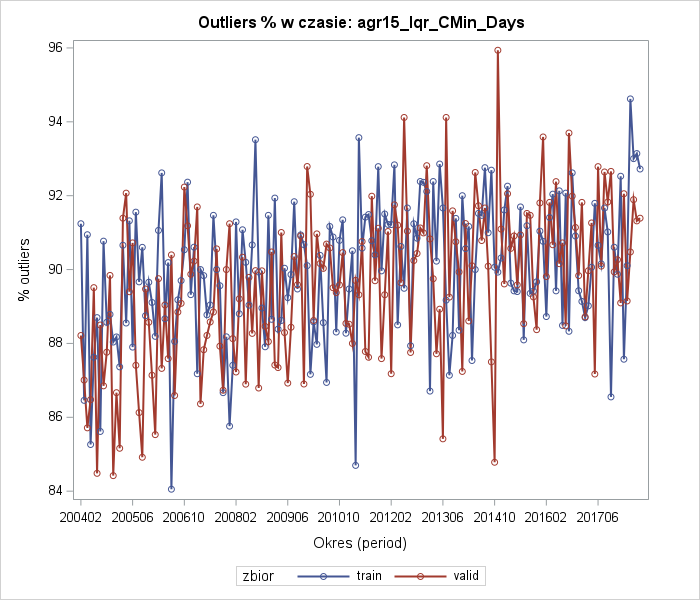 Outliers % w czasie: agr15_Iqr_CMin_Days
% outliers
96
94
92
90
88
86
84
200402 200506 200610 200802 200906 201010 201202 201306 201410 201602 201706
Okres (period)
zbior train valid